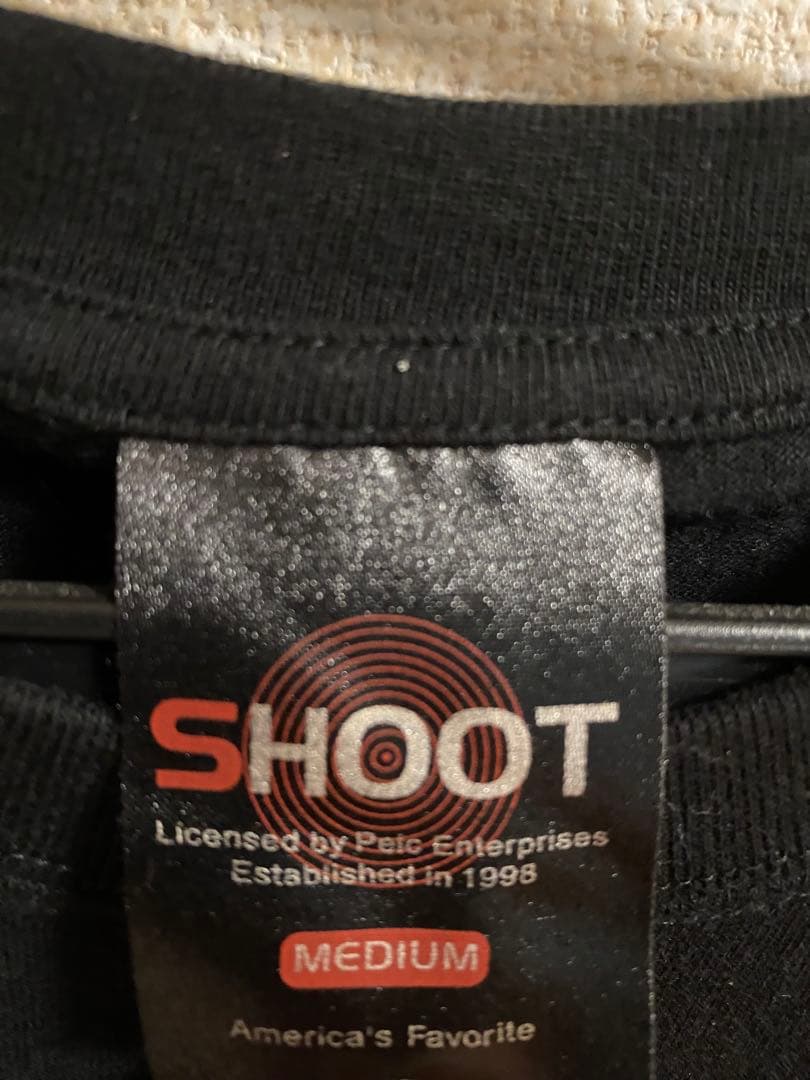 SHOOT
Licensed by Peic Enterprises
Established in 1998
MEDIUM
America's Favorite